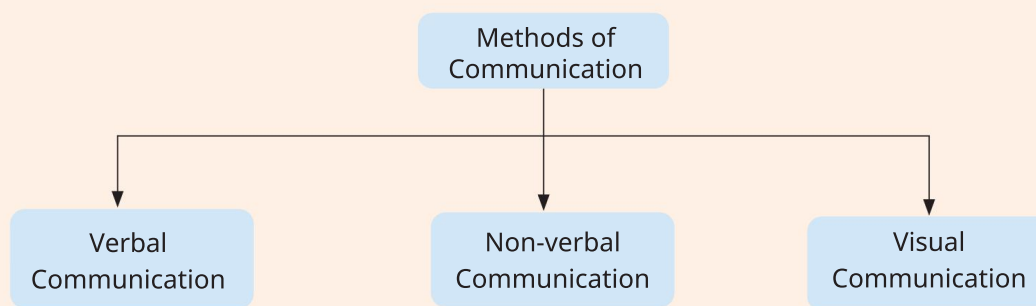 Methods of
Communication
Verbal
Communication
Non-verbal
Communication
Visual
Communication